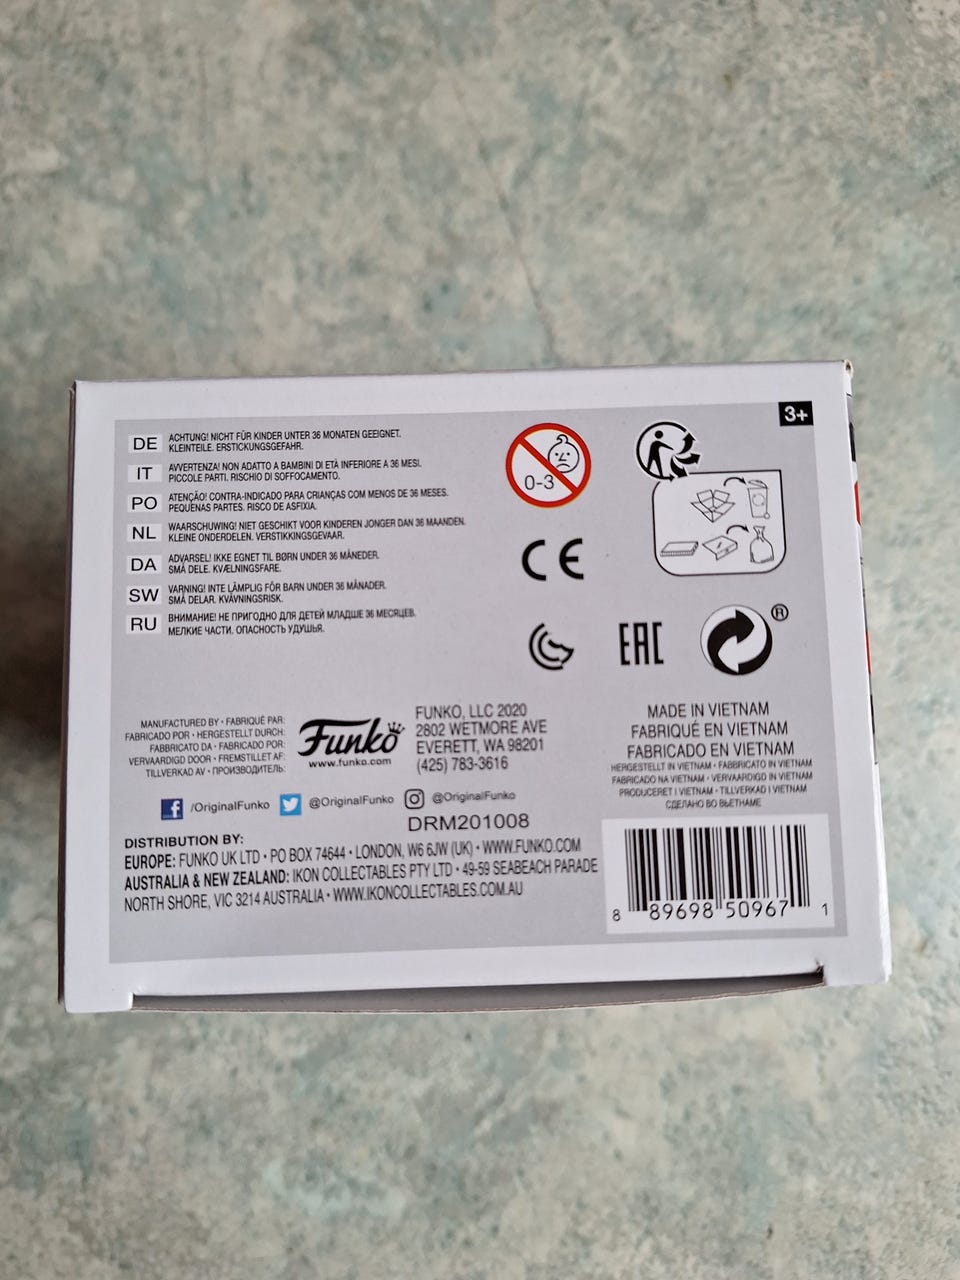 3+
DE ACHTUNG! NICHT FÜR KINDER UNTER 36 MONATEN GEEIGNET.
KLEINTEILE. ERSTICKUNGSGEFAHR.
IT AVVERTENZA! NON ADATTO A BAMBINI DI ETÀ INFERIORE A 36 MESI.
PICCOLE PARTI. RISCHIO DI SOFFOCAMENTO.
PO ATENÇÃO! CONTRA-INDICADO PARA CRIANÇAS COM MENOS DE 36 MESES.
PEQUENAS PARTES. RISCO DE ASFIXIA.
NL WAARSCHUWING! NIET GESCHIKT VOOR KINDEREN JONGER DAN 36 MAANDEN.
KLEINE ONDERDELEN. VERSTIKKINGSGEVAAR.
DA ADVARSEL! IKKE EGNET TIL BØRN UNDER 36 MÅNEDER.
SMÅ DELE. KVÆLNINGSFARE.
SW VARNING! INTE LÄMPLIG FÖR BARN UNDER 36 MÅNADER.
SMÅ DELAR. KVÄVNINGSRISK.
RU ВНИМАНИЕ! НЕ ПРИГОДНО ДЛЯ ДЕТЕЙ МЛАДШЕ 36 МЕСЯЦЕВ.
МЕЛКИЕ ЧАСТИ. ОПАСНОСТЬ УДУШЬЯ.
0-3
CE
EAC
®
MANUFACTURED BY • FABRIQUÉ PAR:
FABRICADO POR • HERGESTELLT DURCH:
FABBRICATO DA • FABRICADO POR:
VERVAARDIGD DOOR • FREMSTILLET AF:
TILLVERKAD AV • ПРОИЗВОДИТЕЛЬ:
Funko
www.funko.com
FUNKO, LLC 2020
2802 WETMORE AVE
EVERETT, WA 98201
(425) 783-3616
/OriginalFunko @OriginalFunko @OriginalFunko
DRM201008
DISTRIBUTION BY:
EUROPE: FUNKO UK LTD • PO BOX 74644 • LONDON, W6 6JW (UK) • WWW.FUNKO.COM
AUSTRALIA & NEW ZEALAND: IKON COLLECTABLES PTY LTD • 49-59 SEABEACH PARADE
NORTH SHORE, VIC 3214 AUSTRALIA • WWW.IKONCOLLECTABLES.COM.AU
MADE IN VIETNAM
FABRIQUÉ EN VIETNAM
FABRICADO EN VIETNAM
HERGESTELLT IN VIETNAM • FABBRICATO IN VIETNAM
FABRICADO NA VIETNAM • VERVAARDIGD IN VIETNAM
PRODUCERET I VIETNAM • TILLVERKAD I VIETNAM
СДЕЛАНО ВО ВЬЕТНАМЕ
8 89698 50967 1